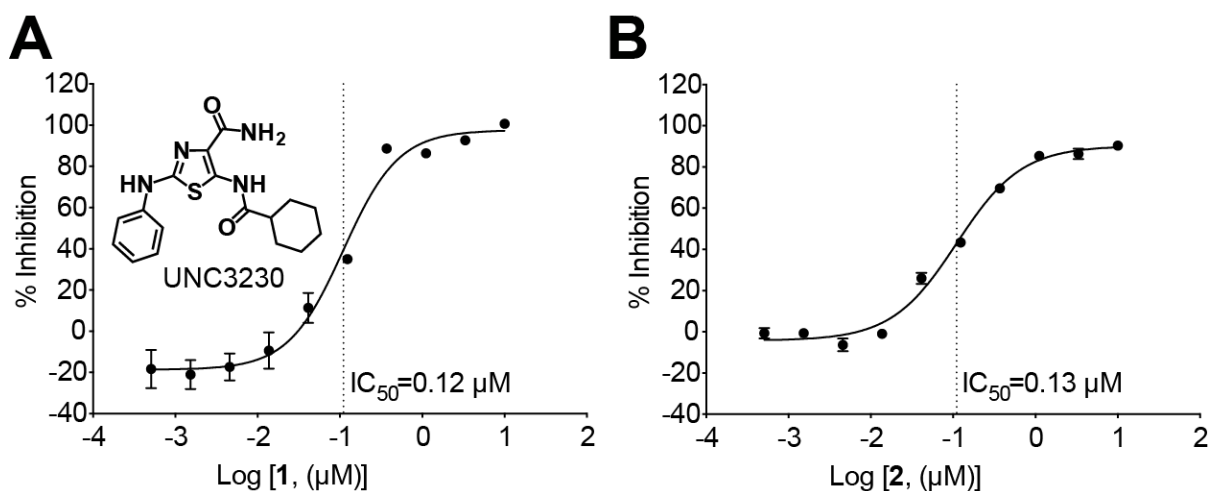 A
120
100
80
60
40
20
0
-20
-40
% Inhibition
O
NH2
N
HN
S
NH
O
UNC3230
IC50=0.12 µM
-4 -3 -2 -1 0 1 2
Log [1, (µM)]
B
120
100
80
60
40
20
0
-20
-40
% Inhibition
IC50=0.13 µM
-4 -3 -2 -1 0 1 2
Log [2, (µM)]